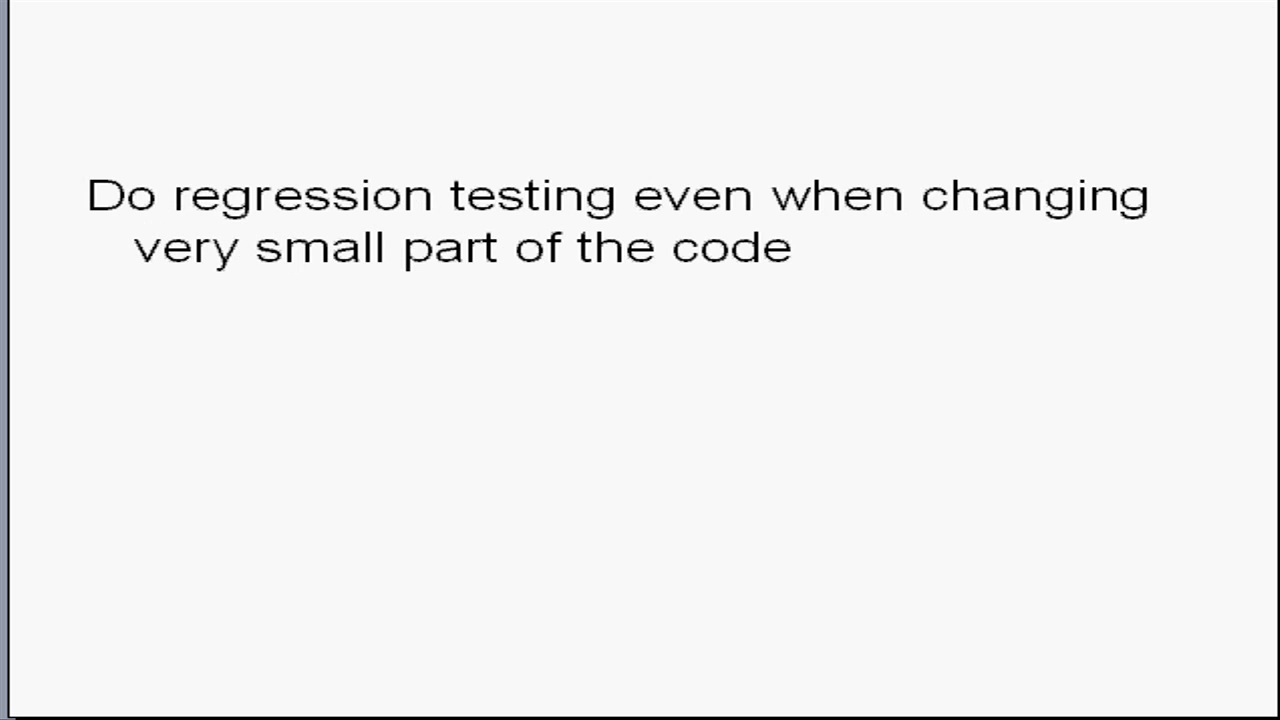 Do regression testing even when changing
very small part of the code